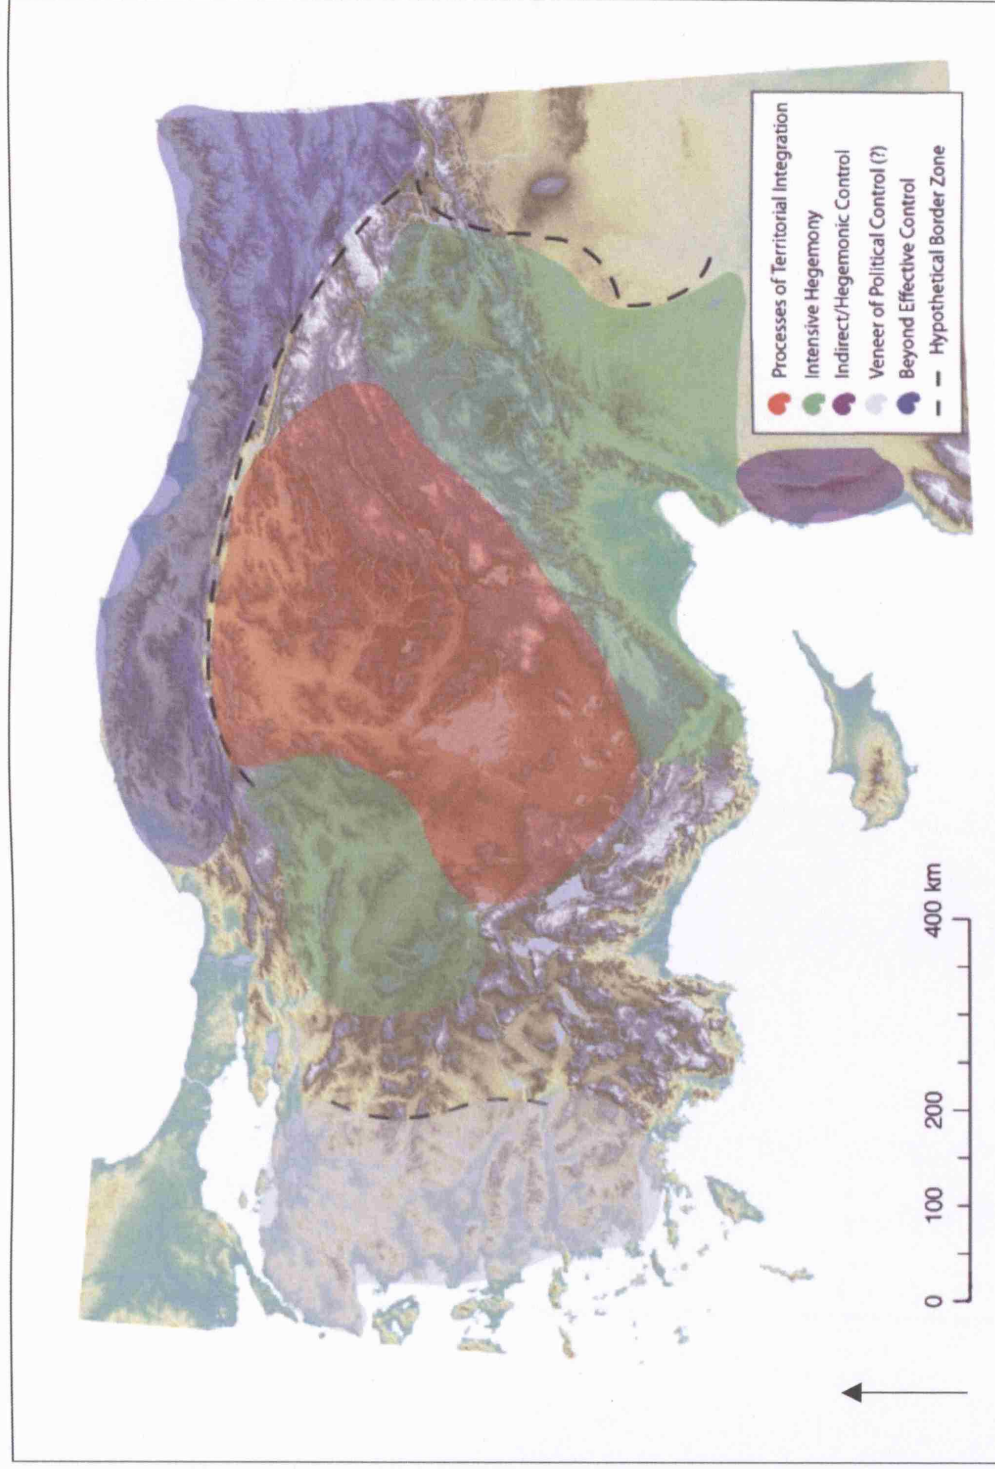 Processes of Territorial Integration
Intensive Hegemony
Indirect/Hegemonic Control
Veneer of Political Control (?)
Beyond Effective Control
Hypothetical Border Zone
0 100 200 400 km